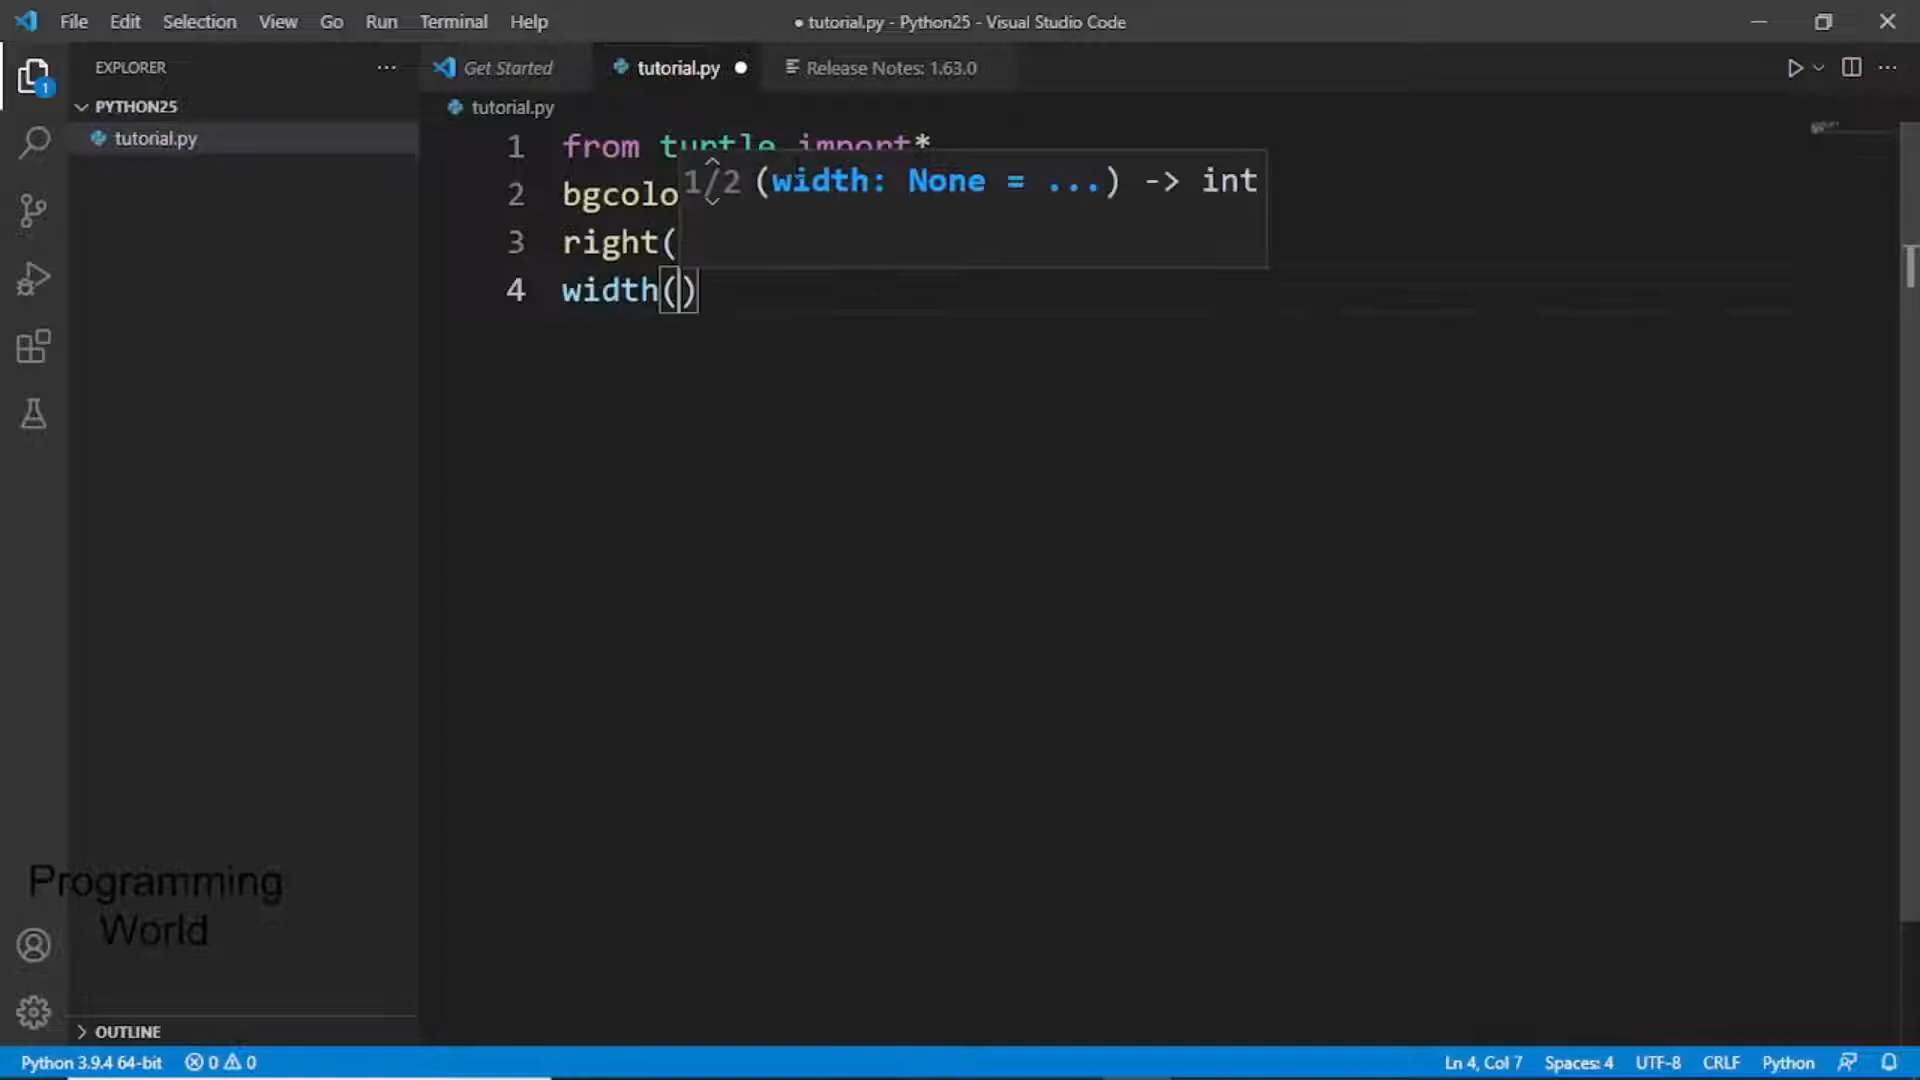 File Edit Selection View Go Run Terminal Help ● tutorial.py - Python25 - Visual Studio Code
EXPLORER ··· Get Started tutorial.py ● Release Notes: 1.63.0 ···
1
PYTHON25 tutorial.py
tutorial.py
1 from turtle import*
1/2 (width: None = ...) -> int
2 bgcolo
3 right(
4 width()
Programming
World
OUTLINE
Python 3.9.4 64-bit 0 0 Ln 4, Col 7 Spaces: 4 UTF-8 CRLF Python